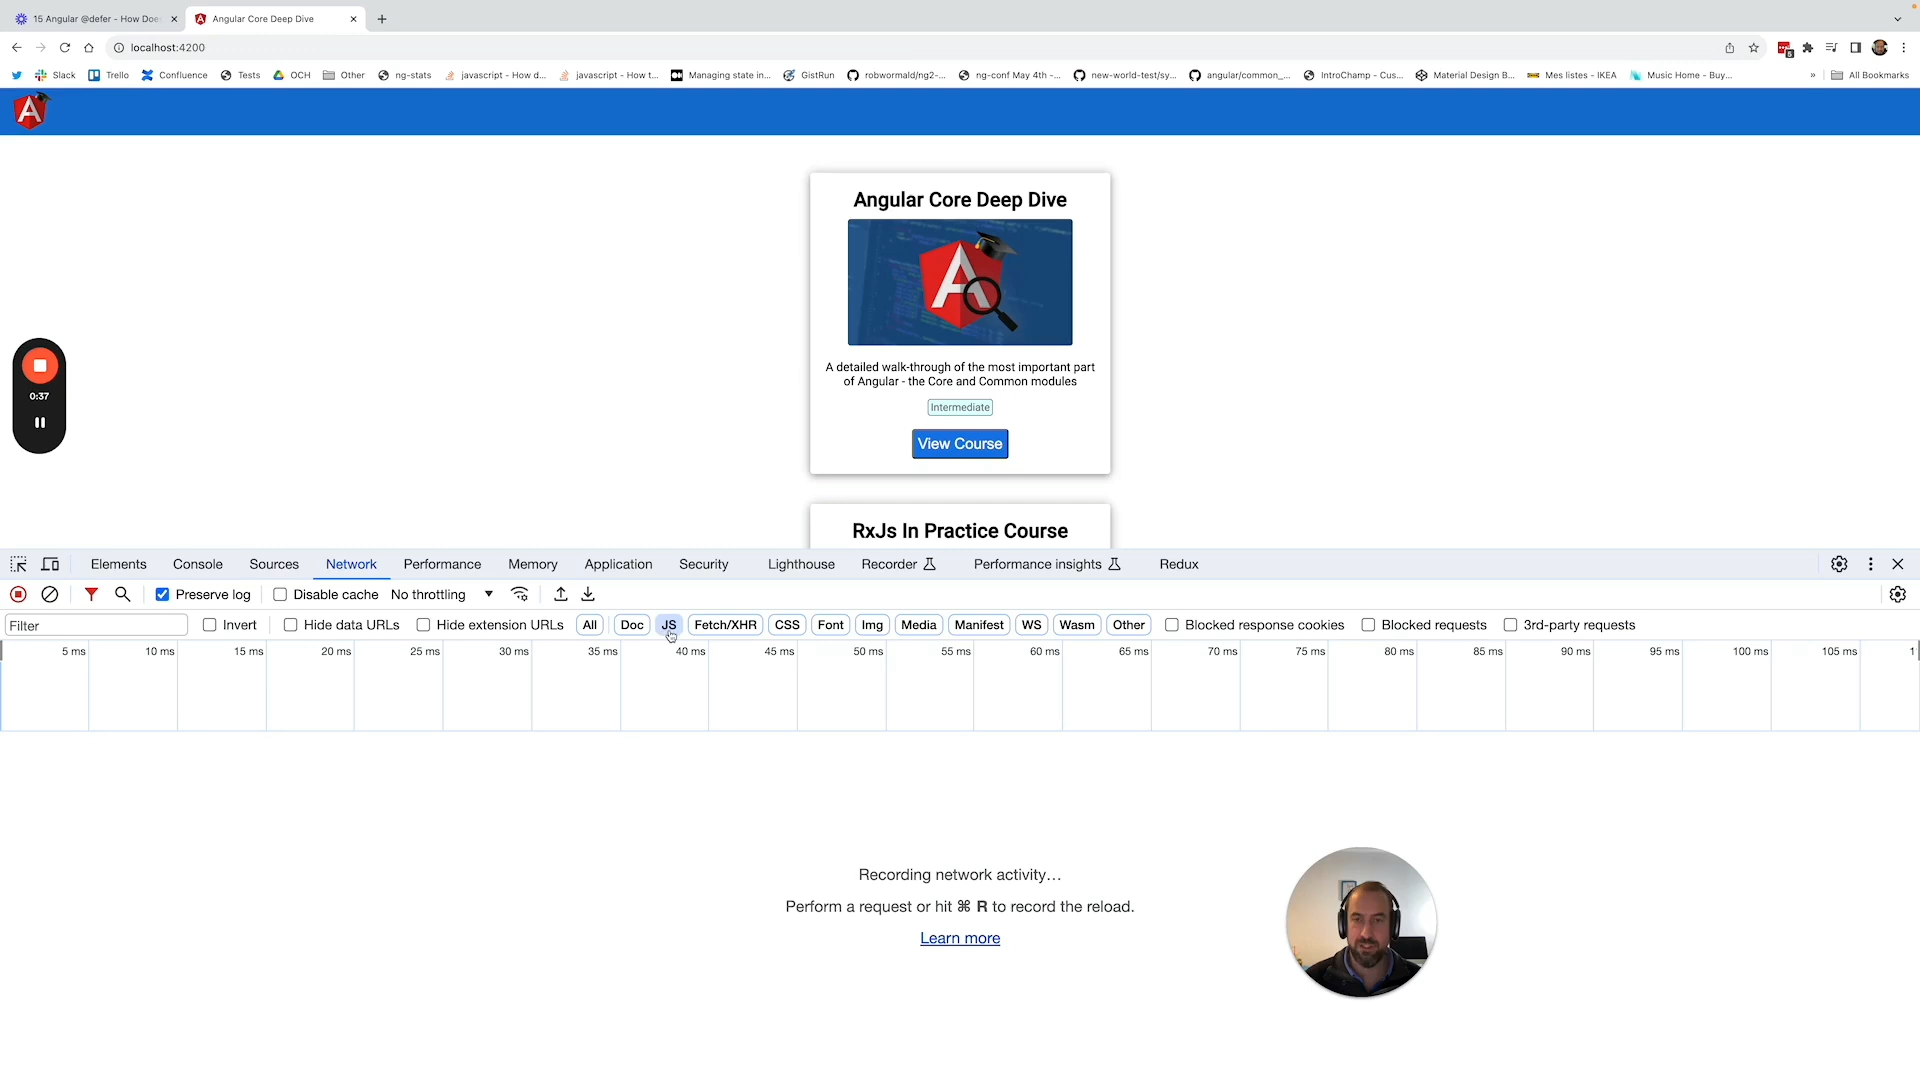 15 Angular @defer - How Doe
Angular Core Deep Dive
localhost:4200
Slack
Trello
Confluence
Tests
OCH
Other
ng-stats
javascript - How d...
javascript - How t...
Managing state in...
GistRun
robwormald/ng2-...
ng-conf May 4th -...
new-world-test/sy...
angular/common_...
IntroChamp - Cus...
Material Design B...
Mes listes - IKEA
Music Home - Buy...
»
All Bookmarks
A
Angular Core Deep Dive
A
A detailed walk-through of the most important part
of Angular - the Core and Common modules
Intermediate
View Course
0:37
RxJs In Practice Course
Elements Console Sources Network Performance Memory Application Security Lighthouse Recorder Performance insights Redux
Preserve log Disable cache No throttling
Filter Invert Hide data URLs Hide extension URLs All Doc JS Fetch/XHR CSS Font Img Media Manifest WS Wasm Other Blocked response cookies Blocked requests 3rd-party requests
5 ms 10 ms 15 ms 20 ms 25 ms 30 ms 35 ms 40 ms 45 ms 50 ms 55 ms 60 ms 65 ms 70 ms 75 ms 80 ms 85 ms 90 ms 95 ms 100 ms 105 ms 1
Recording network activity…
Perform a request or hit ⌘ R to record the reload.
Learn more